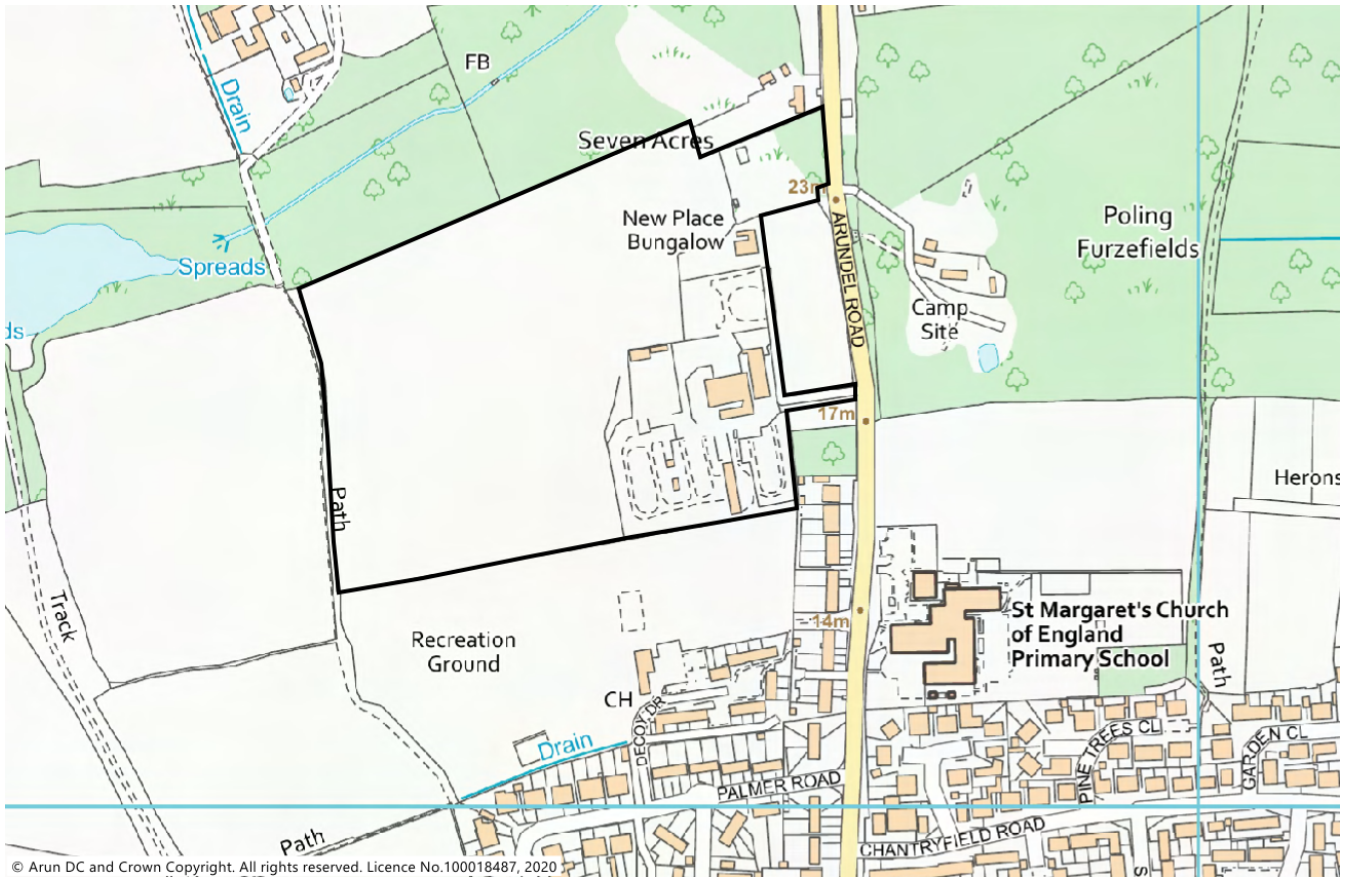 FB
Drain
Seven Acres
23m
New Place
Bungalow
Poling
Furzefields
Spreads
ds
ARUNDEL ROAD
Camp
Site
17m
Herons
Path
Track
14m
St Margaret's Church
of England
Primary School
Recreation
Ground
Path
CH
DECOY DR
Drain
PINE TREES CL
GARDEN CL
PALMER ROAD
Path
CHANTRYFIELD ROAD
S
© Arun DC and Crown Copyright. All rights reserved. Licence No.100018487, 2020